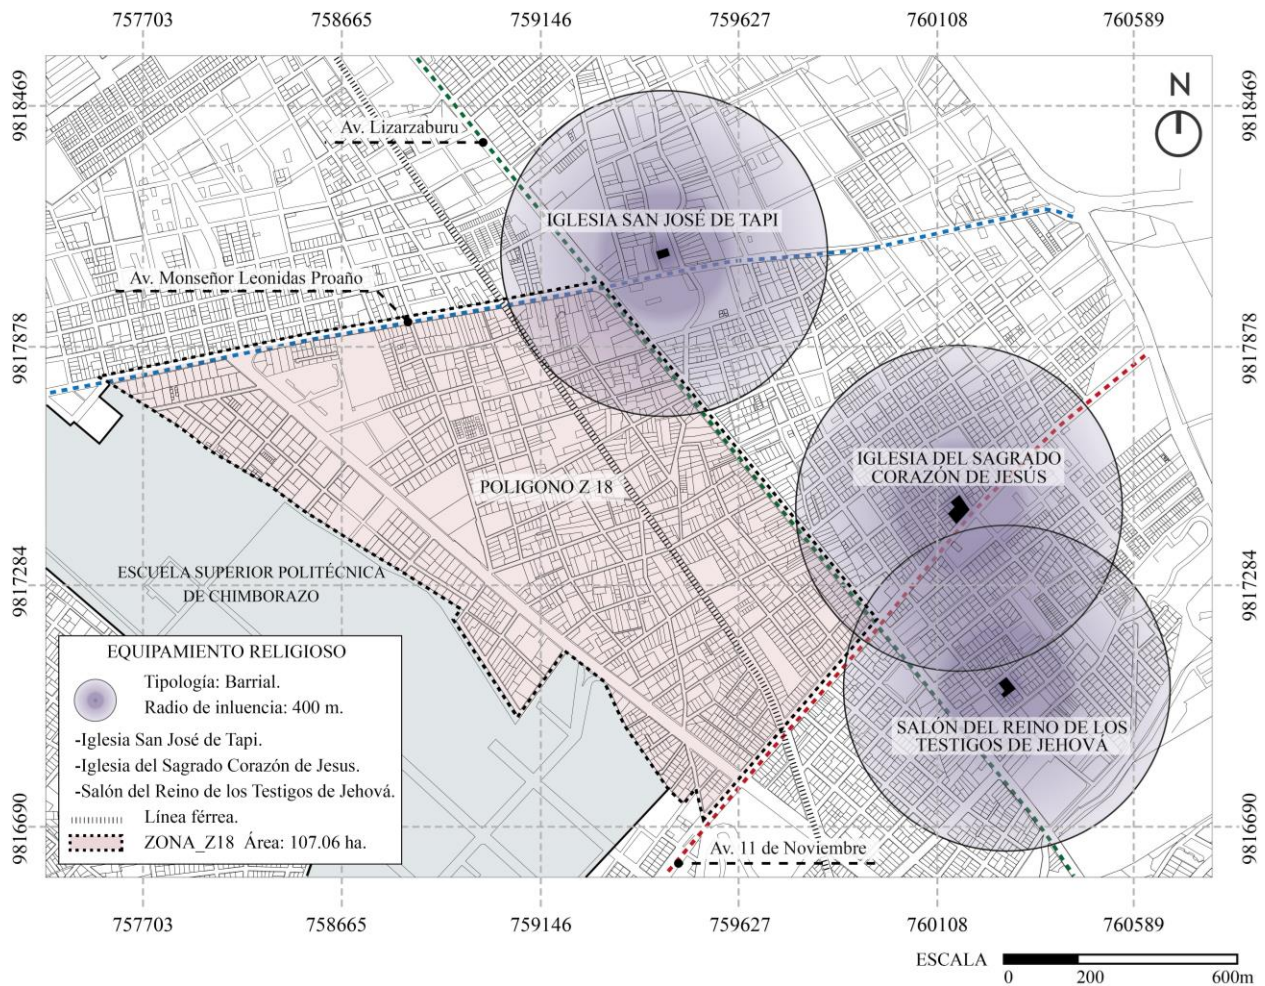 757703 758665 759146 759627 760108 760589
9818469
9818469
N
Av. Lizarzaburu
IGLESIA SAN JOSÉ DE TAPI
Av. Monseñor Leonidas Proaño
9817878
9817878
IGLESIA DEL SAGRADO
CORAZÓN DE JESÚS
POLIGONO Z 18
9817284
9817284
ESCUELA SUPERIOR POLITÉCNICA
DE CHIMBORAZO
SALÓN DEL REINO DE LOS
TESTIGOS DE JEHOVÁ
EQUIPAMIENTO RELIGIOSO
Tipología: Barrial.
Radio de inluencia: 400 m.
-Iglesia San José de Tapi.
-Iglesia del Sagrado Corazón de Jesus.
-Salón del Reino de los Testigos de Jehová.
Línea férrea.
ZONA_Z18 Área: 107.06 ha.
9816690
9816690
Av. 11 de Noviembre
757703 758665 759146 759627 760108 760589
ESCALA
0 200 600m